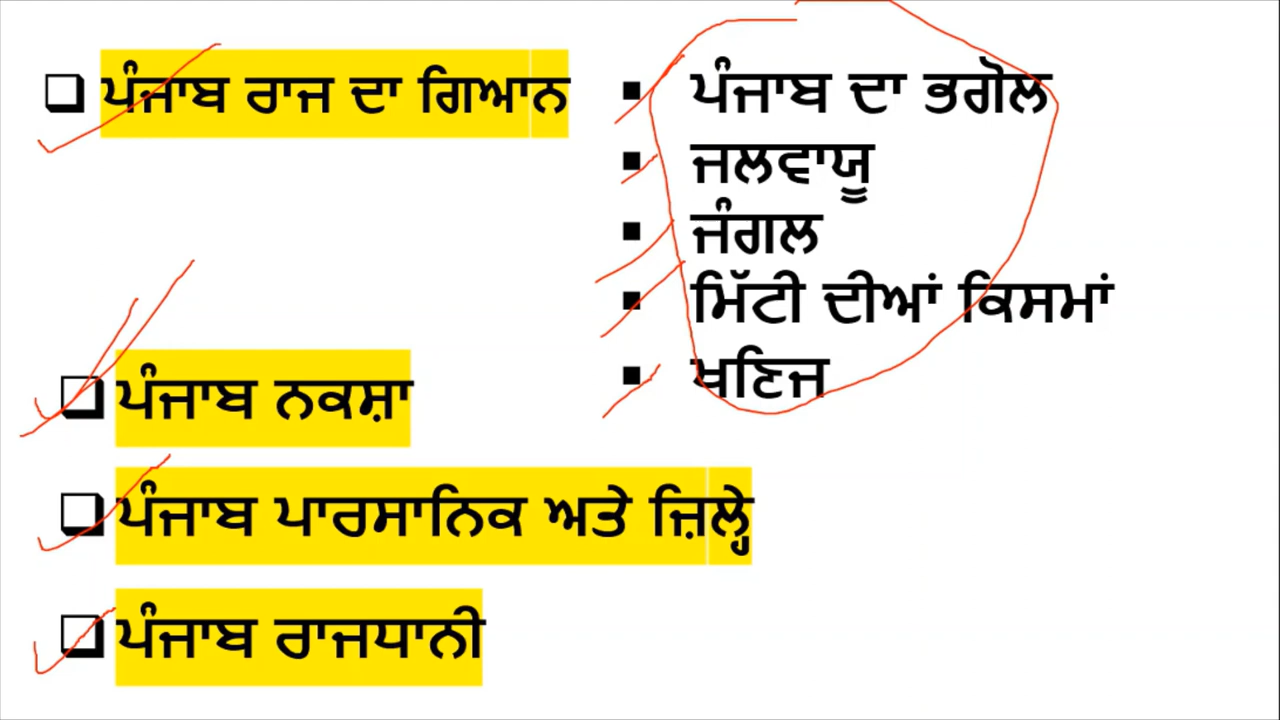 ਪੰਜਾਬ ਰਾਜ ਦਾ ਗਿਆਨ
ਪੰਜਾਬ ਦਾ ਭਗੋਲ
ਜਲਵਾਯੂ
ਜੰਗਲ
ਮਿੱਟੀ ਦੀਆਂ ਕਿਸਮਾਂ
ਖਣਿਜ
ਪੰਜਾਬ ਨਕਸ਼ਾ
ਪੰਜਾਬ ਪਾਰਸਾਨਿਕ ਅਤੇ ਜ਼ਿਲ੍ਹੇ
ਪੰਜਾਬ ਰਾਜਧਾਨੀ